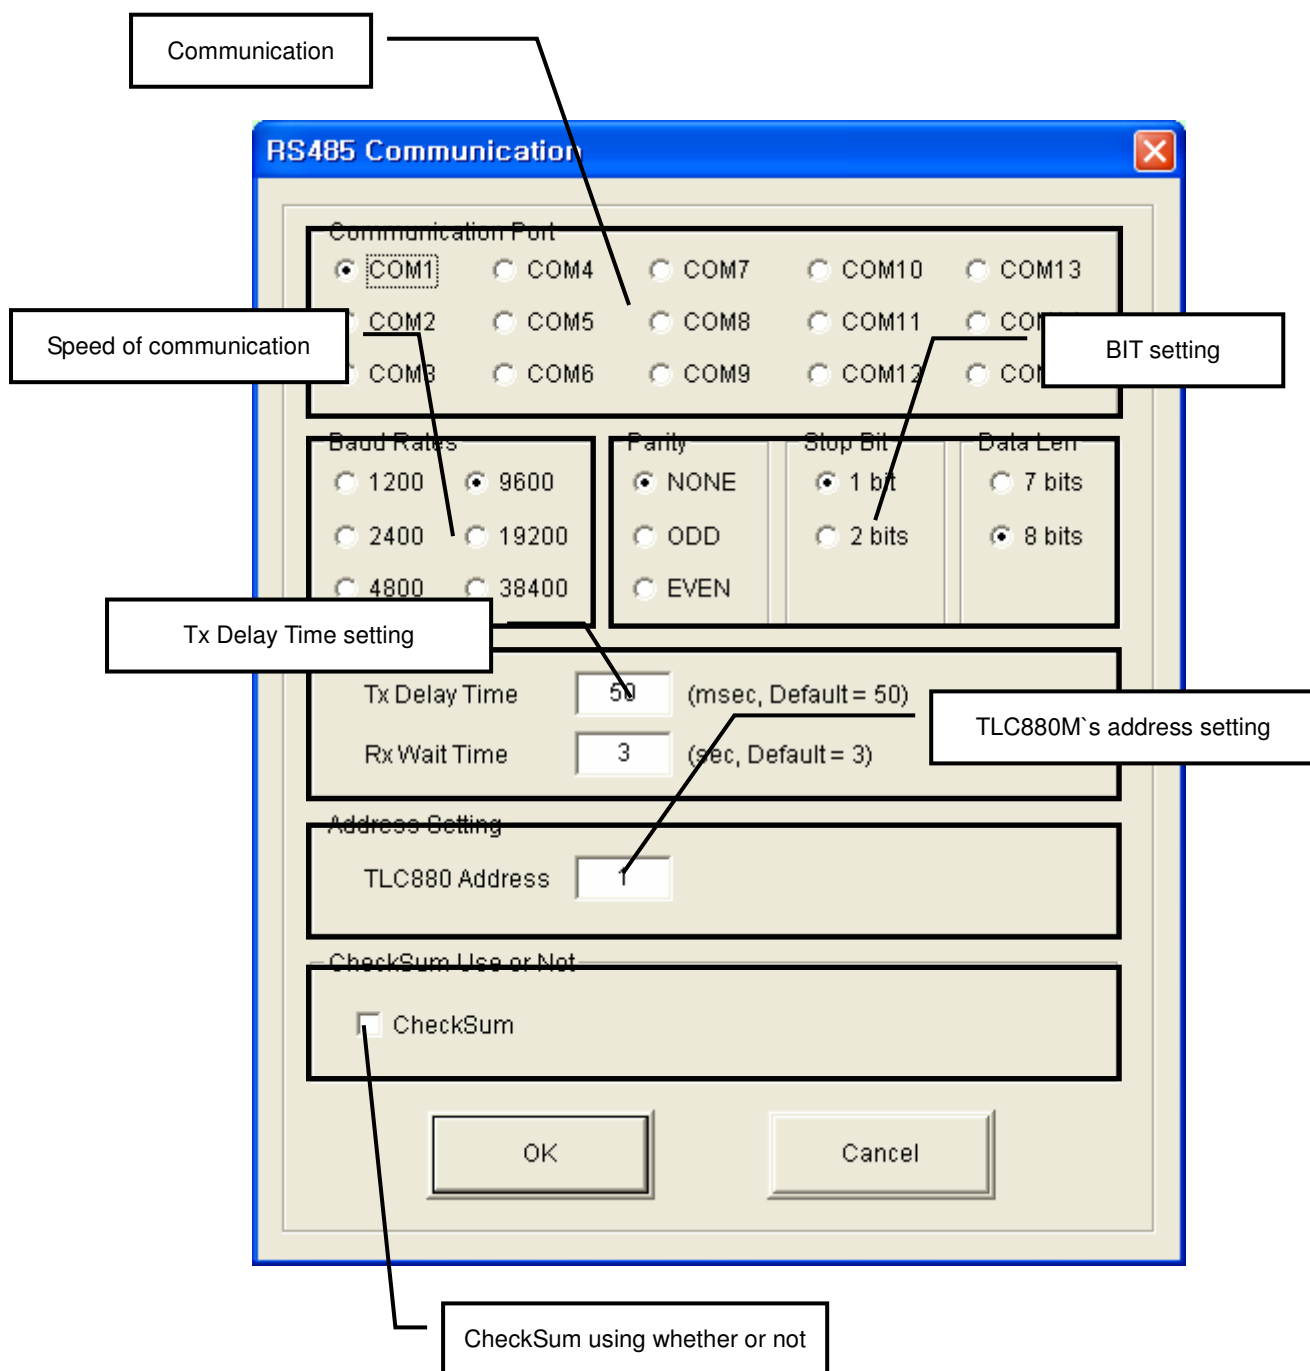 Communication
RS485 Communication
Communication Port
COM1 COM4 COM7 COM10 COM13
COM2 COM5 COM8 COM11
COM3 COM6 COM9 COM12
Speed of communication
BIT setting
Baud Rates
1200 9600
2400 19200
4800 38400
Parity
NONE
ODD
EVEN
Stop Bit
1 bit
2 bits
Data Len
7 bits
8 bits
Tx Delay Time setting
Tx Delay Time 50 (msec, Default = 50)
Rx Wait Time 3 (sec, Default = 3)
TLC880M`s address setting
Address Setting
TLC880 Address 1
CheckSum Use or Not
CheckSum
OK Cancel
CheckSum using whether or not